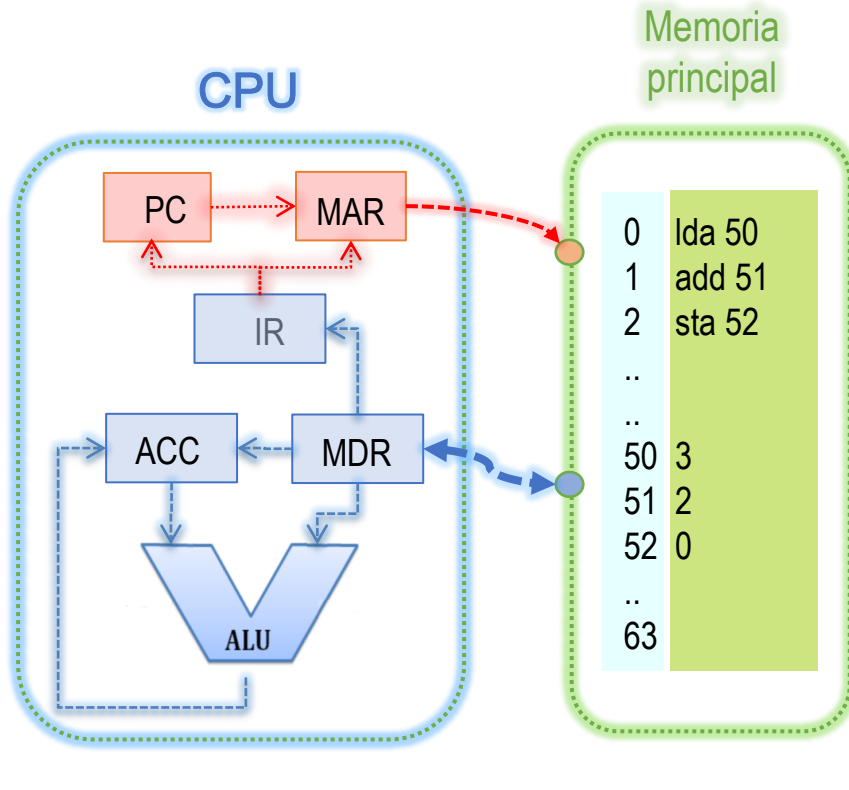 Memoria
principal
CPU
PC
MAR
IR
ACC
MDR
ALU
0 lda 50
1 add 51
2 sta 52
..
..
50 3
51 2
52 0
..
63